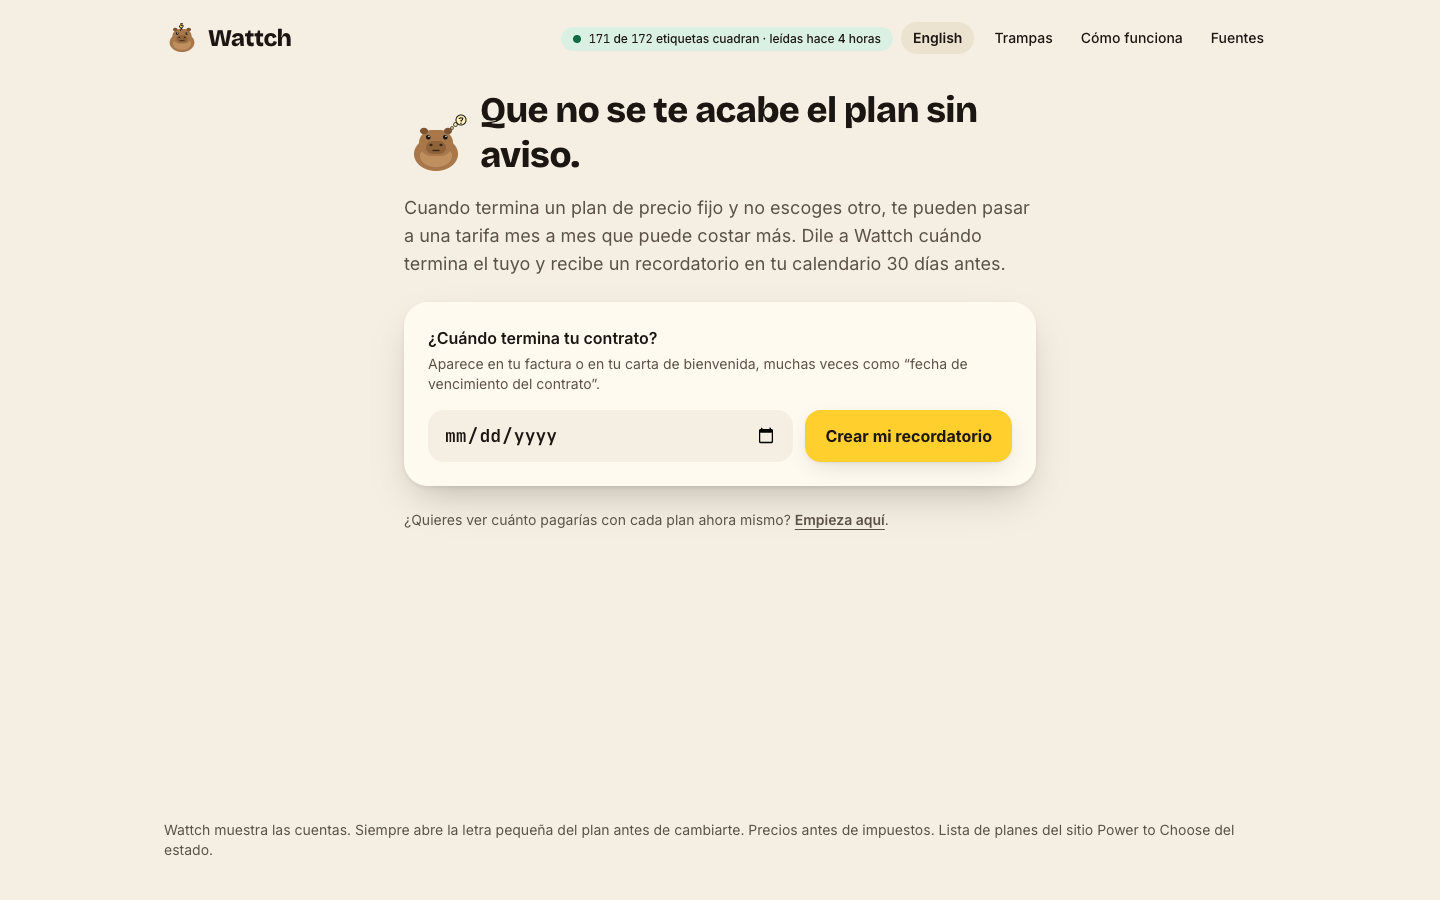 Wattch
171 de 172 etiquetas cuadran · leídas hace 4 horas
English
Trampas
Cómo funciona
Fuentes
?
Que no se te acabe el plan sin
aviso.
Cuando termina un plan de precio fijo y no escoges otro, te pueden pasar
a una tarifa mes a mes que puede costar más. Dile a Wattch cuándo
termina el tuyo y recibe un recordatorio en tu calendario 30 días antes.
¿Cuándo termina tu contrato?
Aparece en tu factura o en tu carta de bienvenida, muchas veces como “fecha de
vencimiento del contrato”.
mm/dd/yyyy
Crear mi recordatorio
¿Quieres ver cuánto pagarías con cada plan ahora mismo? Empieza aquí.
Wattch muestra las cuentas. Siempre abre la letra pequeña del plan antes de cambiarte. Precios antes de impuestos. Lista de planes del sitio Power to Choose del
estado.